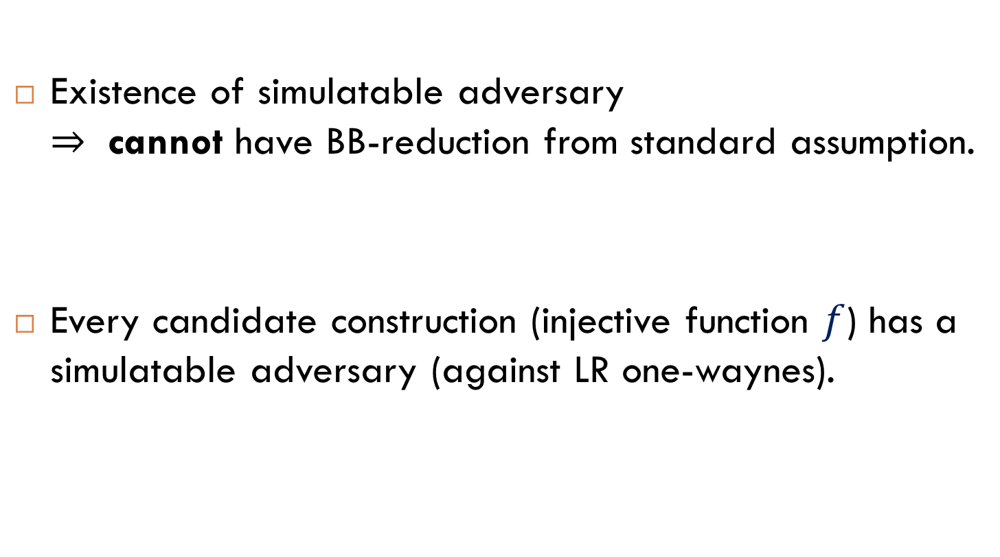 Existence of simulatable adversary
⇒ cannot have BB-reduction from standard assumption.
Every candidate construction (injective function f) has a
simulatable adversary (against LR one-waynes).